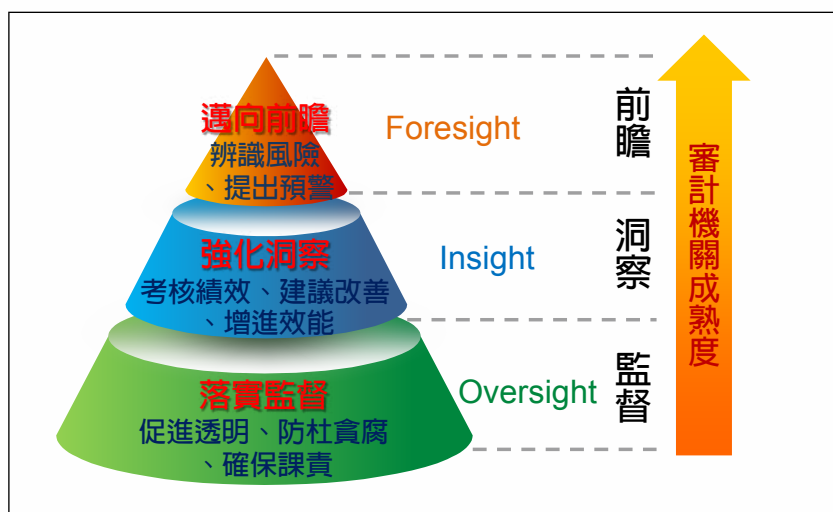 邁向前瞻
辨識風險
、提出預警
Foresight
前瞻
強化洞察
考核績效、建議改善
、增進效能
Insight
洞察
落實監督
促進透明、防杜貪腐
、確保課責
Oversight
監督
審計機關成熟度